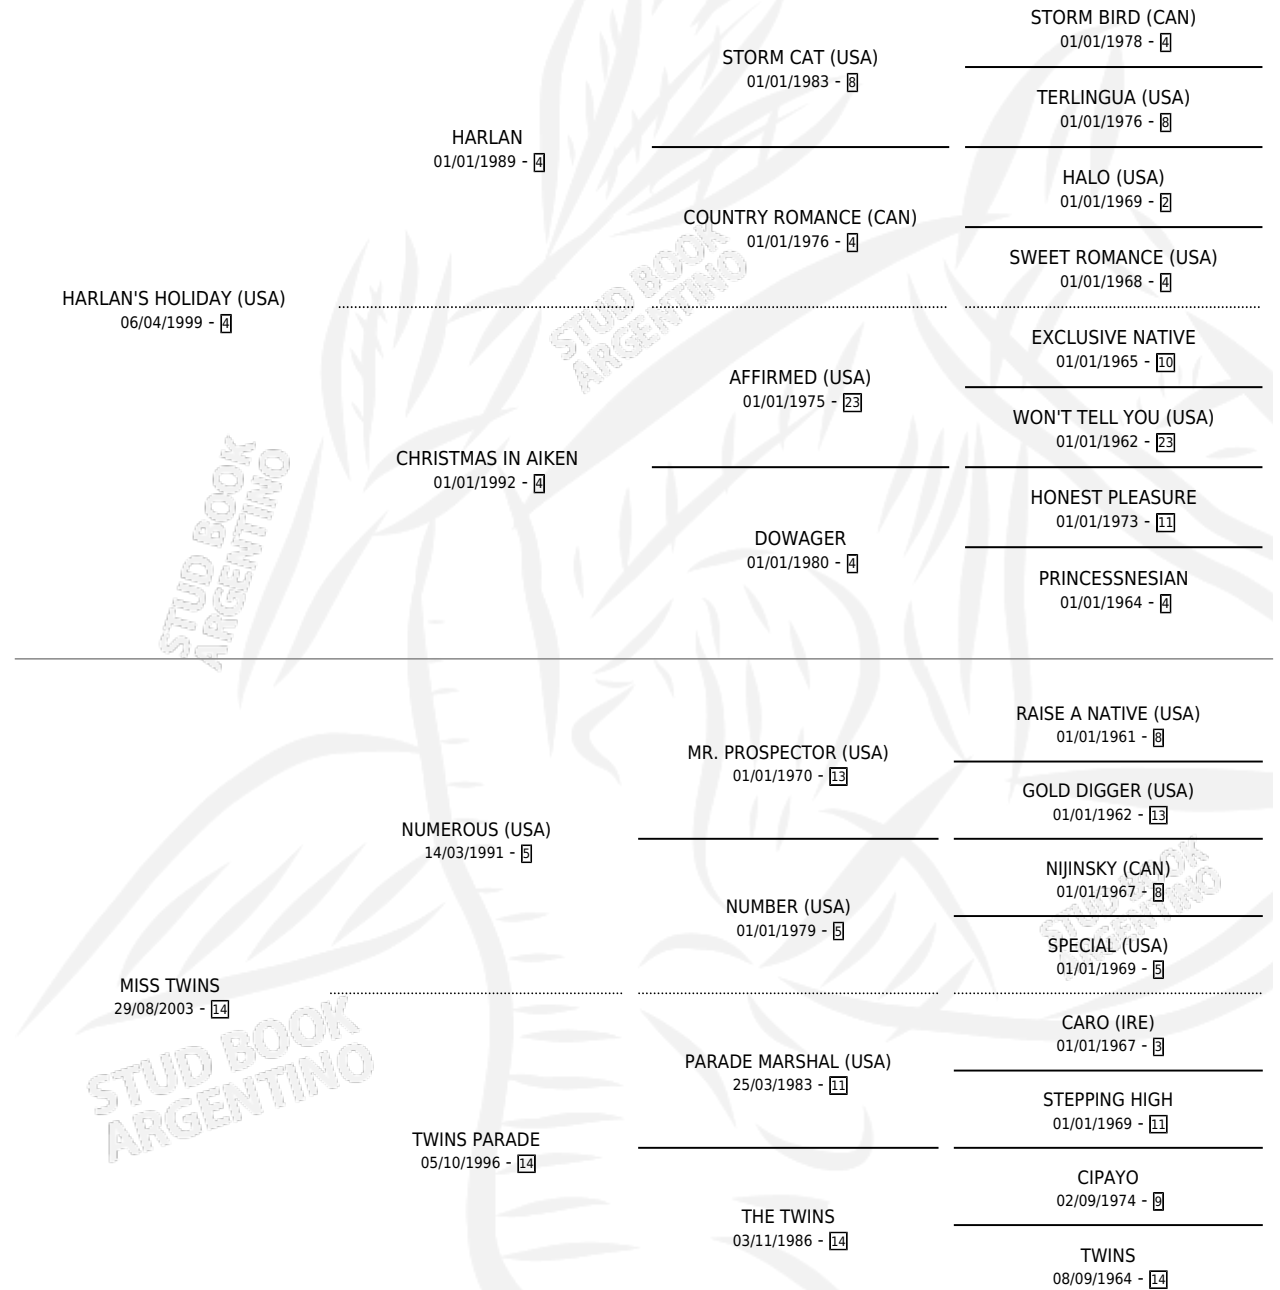 STORM BIRD (CAN)
01/01/1978 - 4
STORM CAT (USA)
01/01/1983 - 8
TERLINGUA (USA)
01/01/1976 - 8
HARLAN
01/01/1989 - 4
HALO (USA)
01/01/1969 - 2
COUNTRY ROMANCE (CAN)
01/01/1976 - 4
SWEET ROMANCE (USA)
01/01/1968 - 4
HARLAN'S HOLIDAY (USA)
06/04/1999 - 4
EXCLUSIVE NATIVE
01/01/1965 - 10
AFFIRMED (USA)
01/01/1975 - 23
WON'T TELL YOU (USA)
01/01/1962 - 23
CHRISTMAS IN AIKEN
01/01/1992 - 4
HONEST PLEASURE
01/01/1973 - 11
DOWAGER
01/01/1980 - 4
PRINCESSNESIAN
01/01/1964 - 4
RAISE A NATIVE (USA)
01/01/1961 - 8
MR. PROSPECTOR (USA)
01/01/1970 - 13
GOLD DIGGER (USA)
01/01/1962 - 13
NUMEROUS (USA)
14/03/1991 - 5
NIJINSKY (CAN)
01/01/1967 - 8
NUMBER (USA)
01/01/1979 - 5
SPECIAL (USA)
01/01/1969 - 5
MISS TWINS
29/08/2003 - 14
CARO (IRE)
01/01/1967 - 3
PARADE MARSHAL (USA)
25/03/1983 - 11
STEPPING HIGH
01/01/1969 - 11
TWINS PARADE
05/10/1996 - 14
CIPAYO
02/09/1974 - 9
THE TWINS
03/11/1986 - 14
TWINS
08/09/1964 - 14
STUD BOOK
ARGENTINO
STUD BOOK
ARGENTINO
STUD BOOK
ARGENTINO
STUD BOOK
ARGENTINO